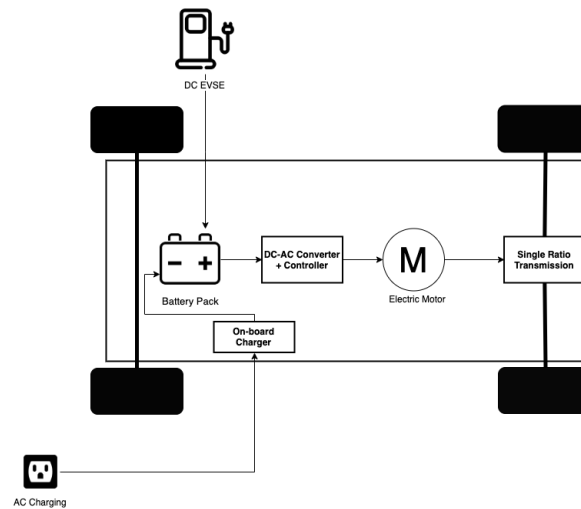 DC EVSE
DC-AC Converter
+ Controller
M
Single Ratio
Transmission
Battery Pack
Electric Motor
On-board
Charger
AC Charging